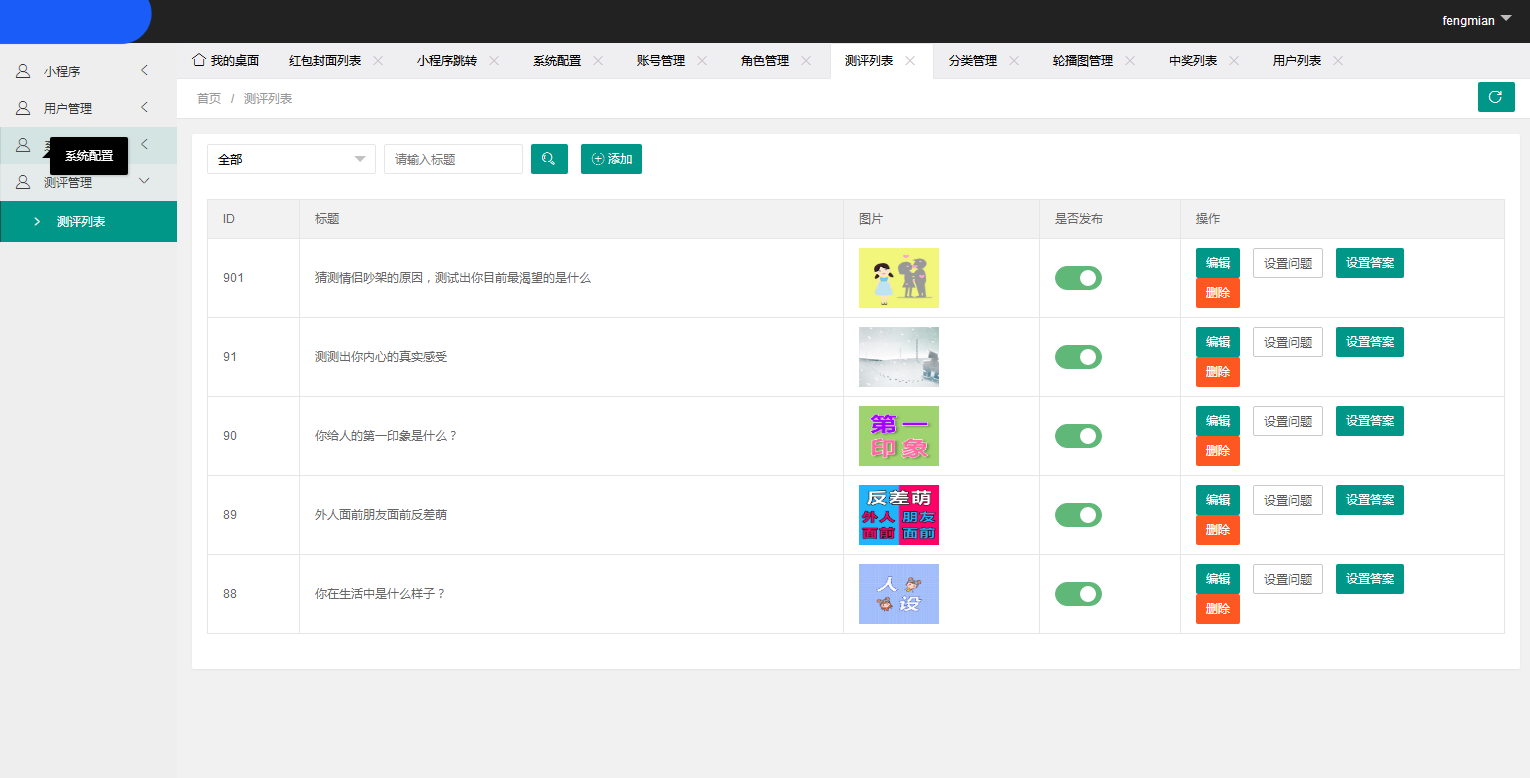 fengmian
小程序
用户管理
系统配置
测评管理
测评列表
我的桌面 红包封面列表 小程序跳转 系统配置 账号管理 角色管理 测评列表 分类管理 轮播图管理 中奖列表 用户列表
首页 / 测评列表
全部 请输入标题 添加
ID 标题 图片 是否发布 操作
901 猜测情侣吵架的原因，测试出你目前最渴望的是什么 编辑 设置问题 设置答案
删除
91 测测出你内心的真实感受 编辑 设置问题 设置答案
删除
90 你给人的第一印象是什么？ 第一 编辑 设置问题 设置答案
印象 删除
89 外人面前朋友面前反差萌 反差萌 编辑 设置问题 设置答案
外人 朋友
面前 面前 删除
88 你在生活中是什么样子？ 人 编辑 设置问题 设置答案
设 删除